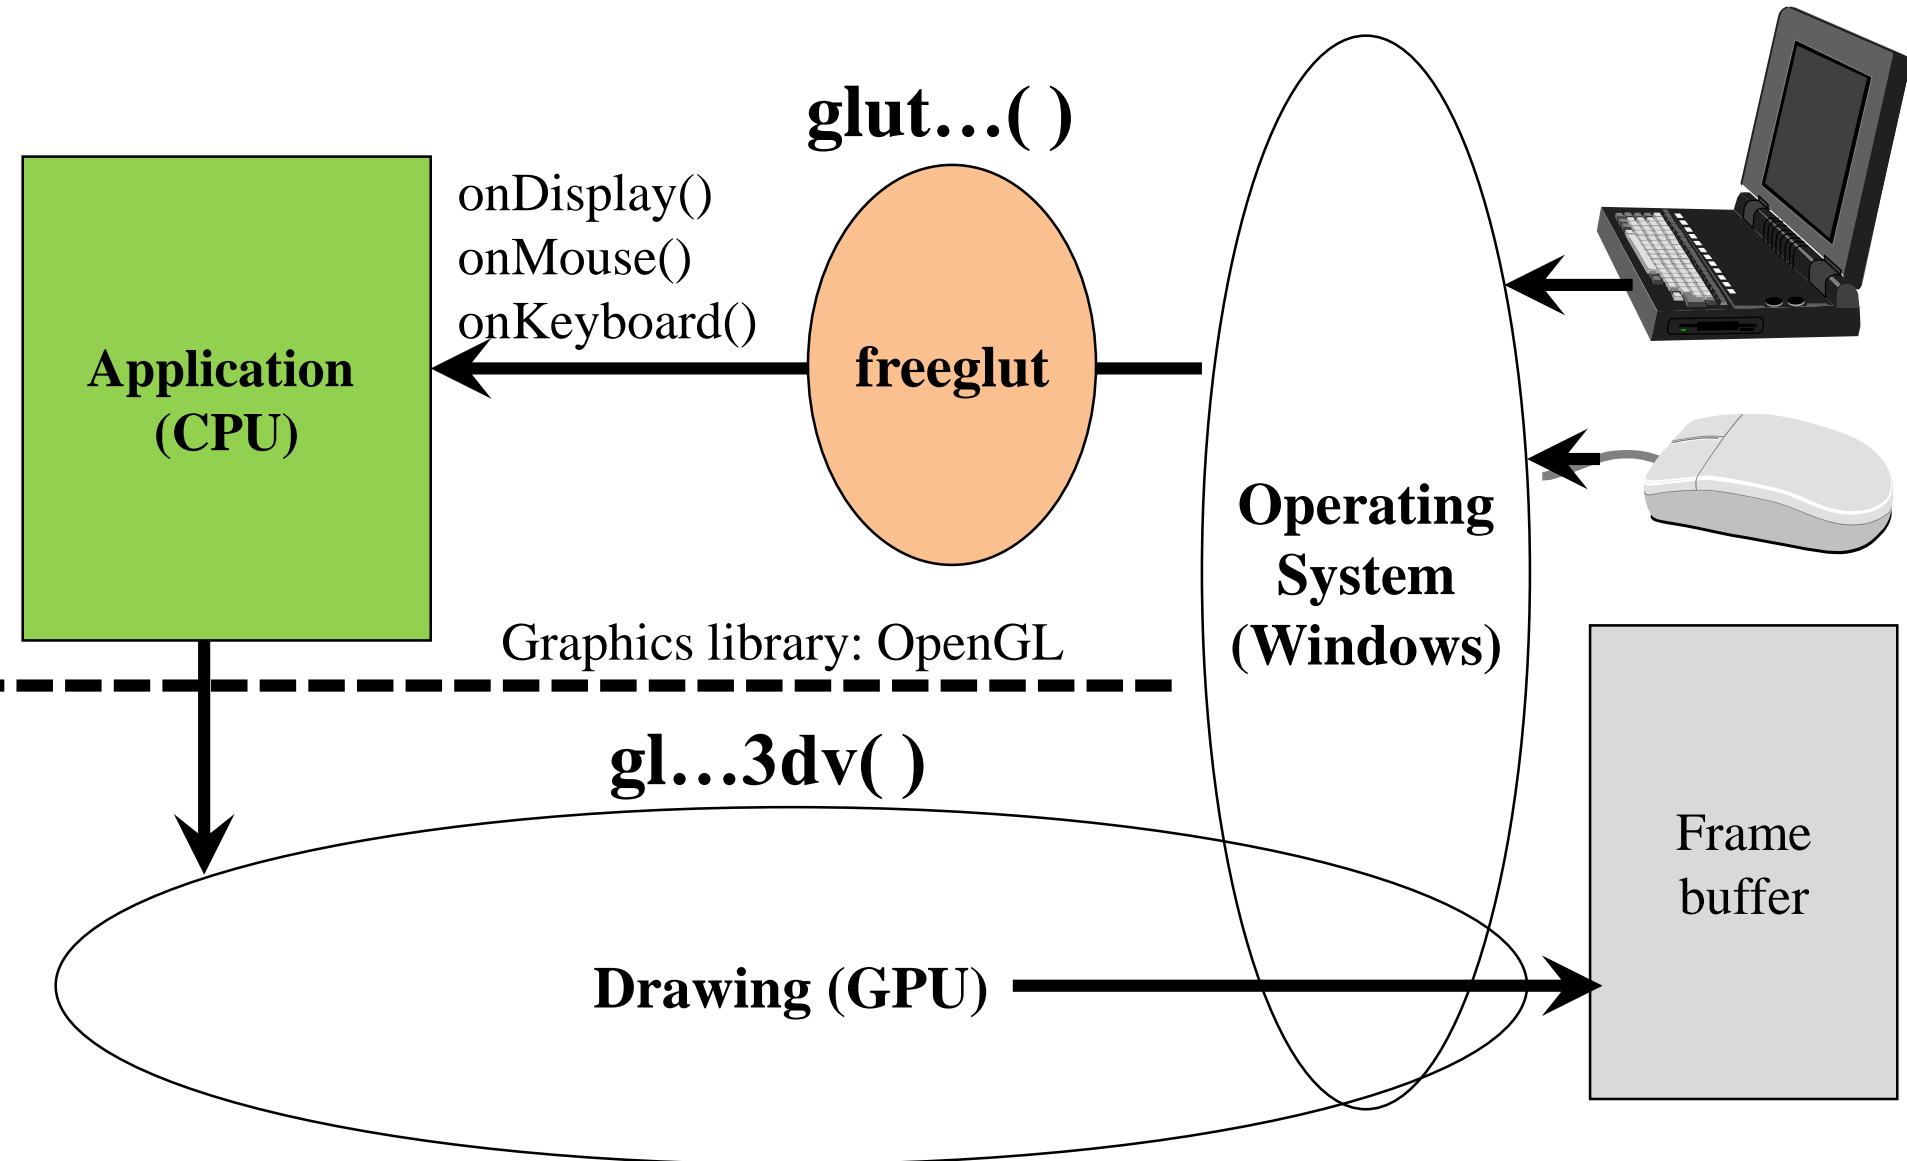 glut…( )
onDisplay()
onMouse()
onKeyboard()
Application
(CPU)
freeglut
Operating
System
(Windows)
Graphics library: OpenGL
gl…3dv( )
Frame
buffer
Drawing (GPU)